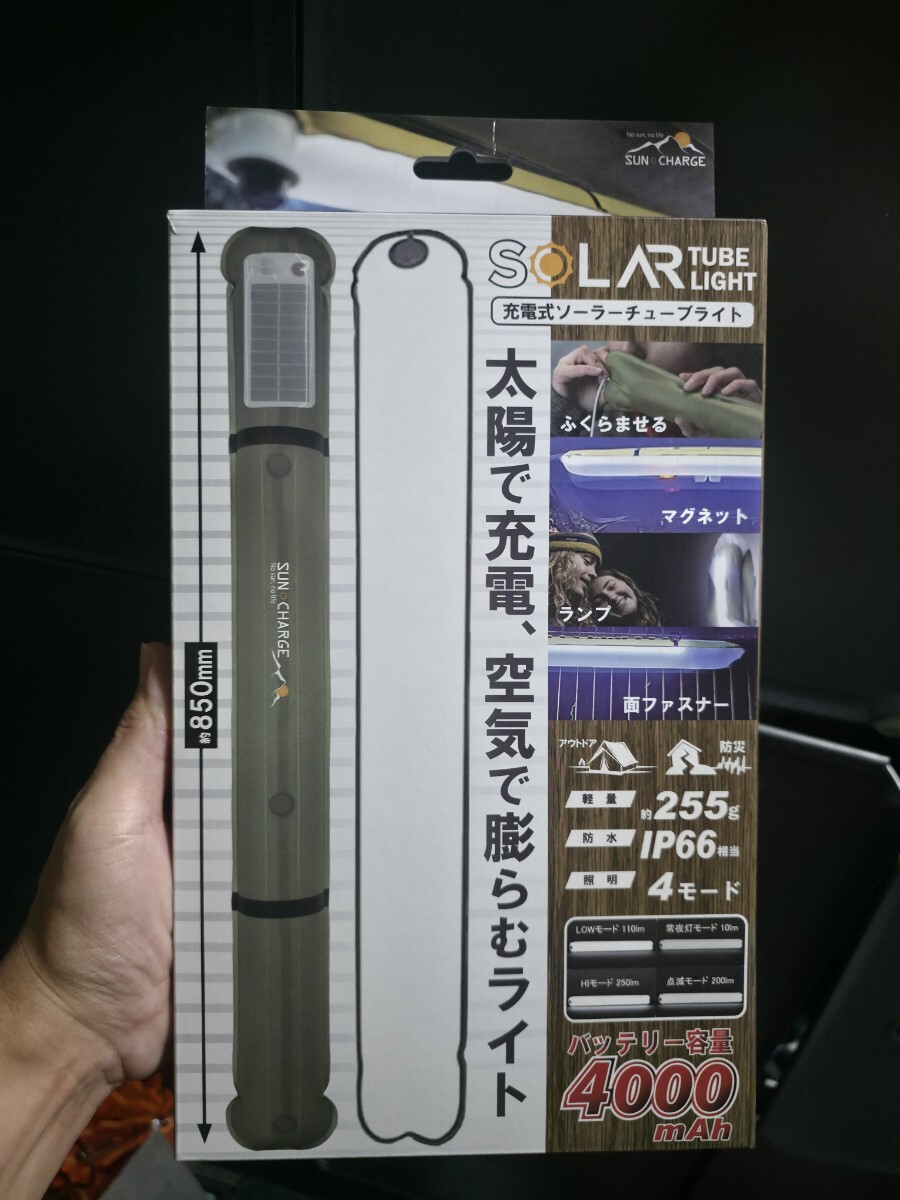 No sun, no life
SUN CHARGE
SOLAR TUBE LIGHT
充電式ソーラーチューブライト
太陽で充電、空気で膨らむライト
約850mm
SUN CHARGE
No sun, no life
ふくらませる
マグネット
ランプ
面ファスナー
アウトドア
防災
軽量 約255g
防水 IP66相当
照明 4モード
LOWモード 110lm
常夜灯モード 10lm
HIモード 250lm
点滅モード 200lm
バッテリー容量
4000
mAh